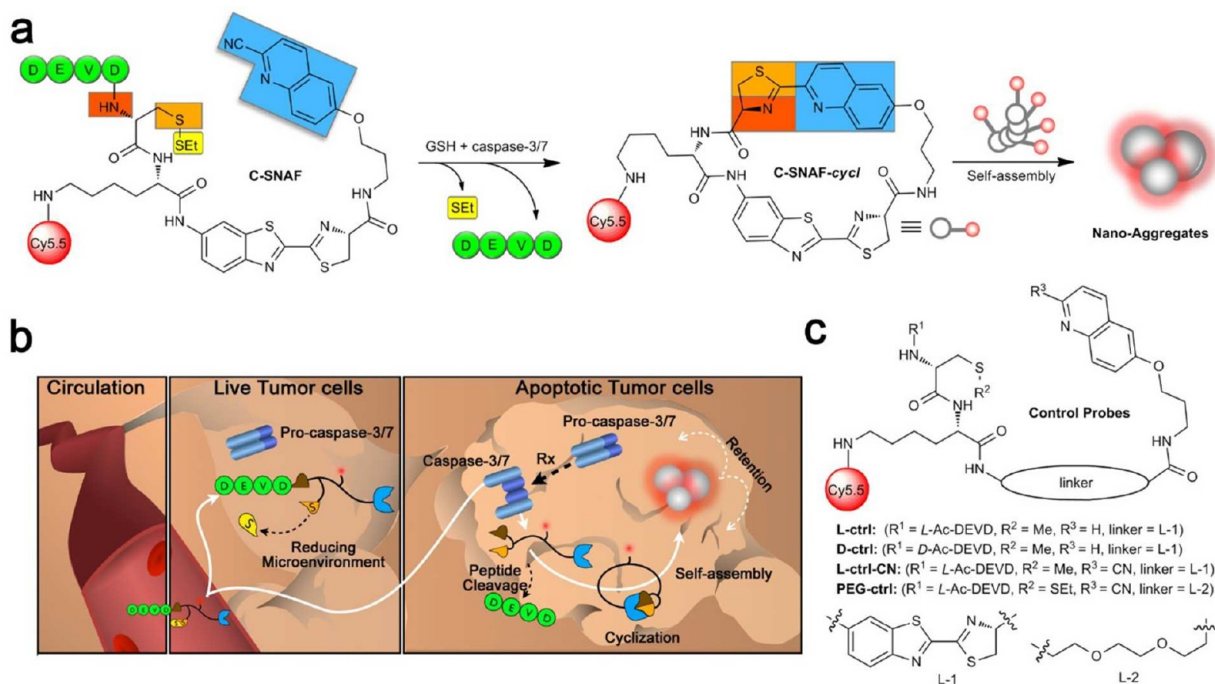 a
D E V D
HN
S
SEt
O
N
H
NC
N
O
C-SNAF
GSH + caspase-3/7
SEt
D E V D
HN
Cy5.5
O
HN
S
N
N
S
NH
O
S
N
N
O
H
N
O
NH
Cy5.5
O
HN
S
N
N
S
NH
O
C-SNAF-cycl
Self-assembly
Nano-Aggregates
b
Circulation
Live Tumor cells
Apoptotic Tumor cells
Pro-caspase-3/7
Pro-caspase-3/7
Caspase-3/7
Rx
Retention
D E V D
S
S
Reducing
Microenvironment
Peptide
Cleavage
D E V D
Self-assembly
Cyclization
D E V D
c
R3
N
R1
HN
S
R2
O
NH
O
Control Probes
HN
O
HN
NH
O
Cy5.5
linker
L-ctrl: (R1 = L-Ac-DEVD, R2 = Me, R3 = H, linker = L-1)
D-ctrl: (R1 = D-Ac-DEVD, R2 = Me, R3 = H, linker = L-1)
L-ctrl-CN: (R1 = L-Ac-DEVD, R2 = Me, R3 = CN, linker = L-1)
PEG-ctrl: (R1 = L-Ac-DEVD, R2 = SEt, R3 = CN, linker = L-2)
S
N
N
S
L-1
O
O
L-2